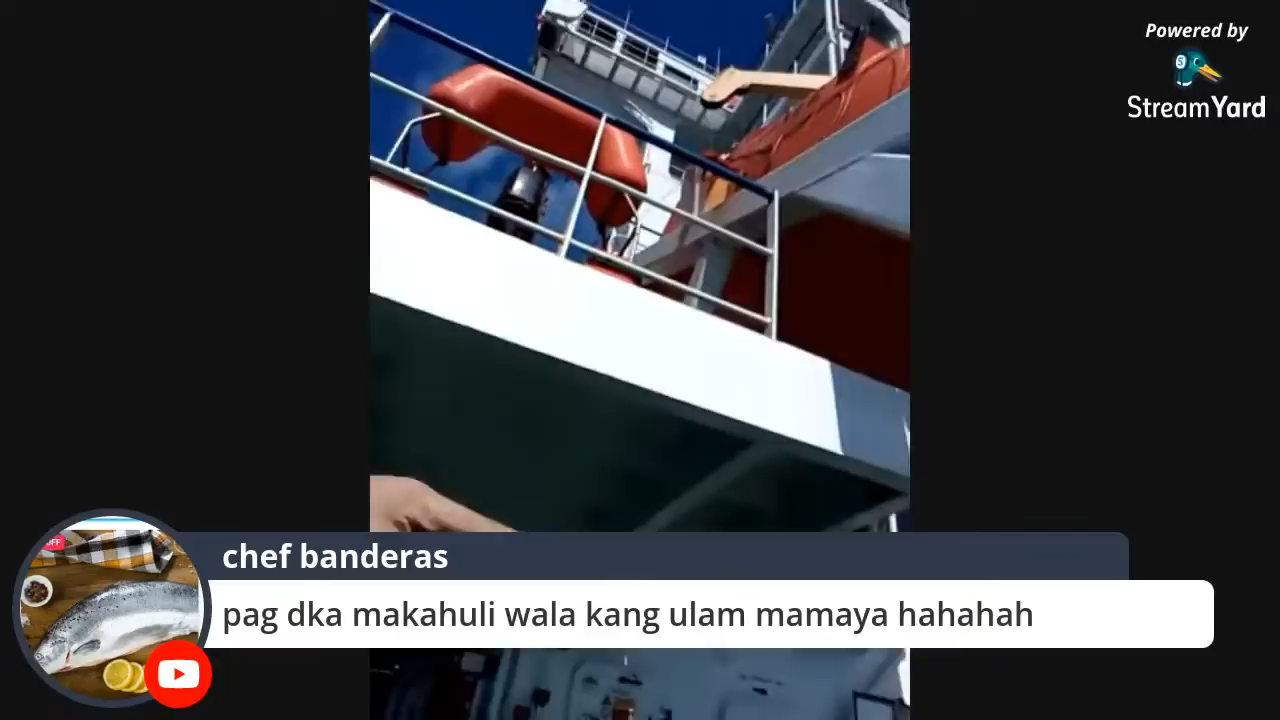 Powered by
StreamYard
chef banderas
pag dka makahuli wala kang ulam mamaya hahahah